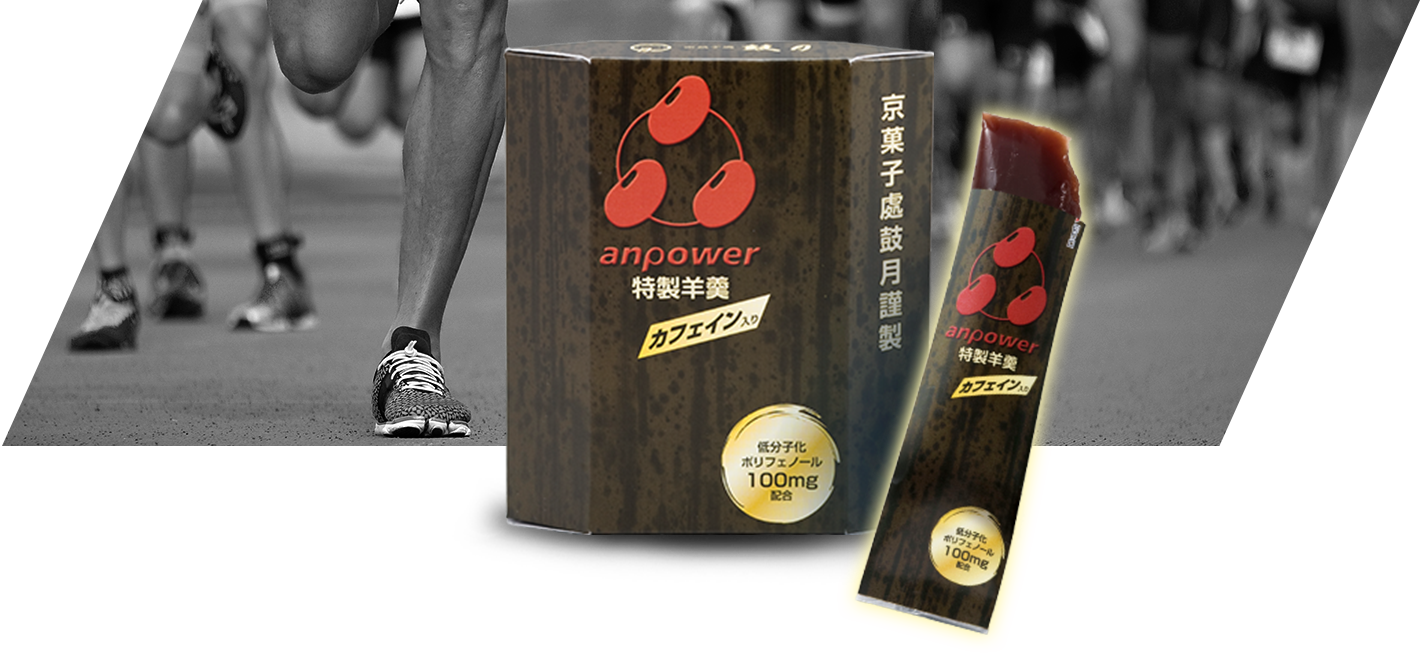 鼓月
anpower
特製羊羹
カフェイン入り
低分子化
ポリフェノール
100mg
配合
京菓子處鼓月謹製
anpower
特製羊羹
カフェイン入り
低分子化
ポリフェノール
100mg
配合